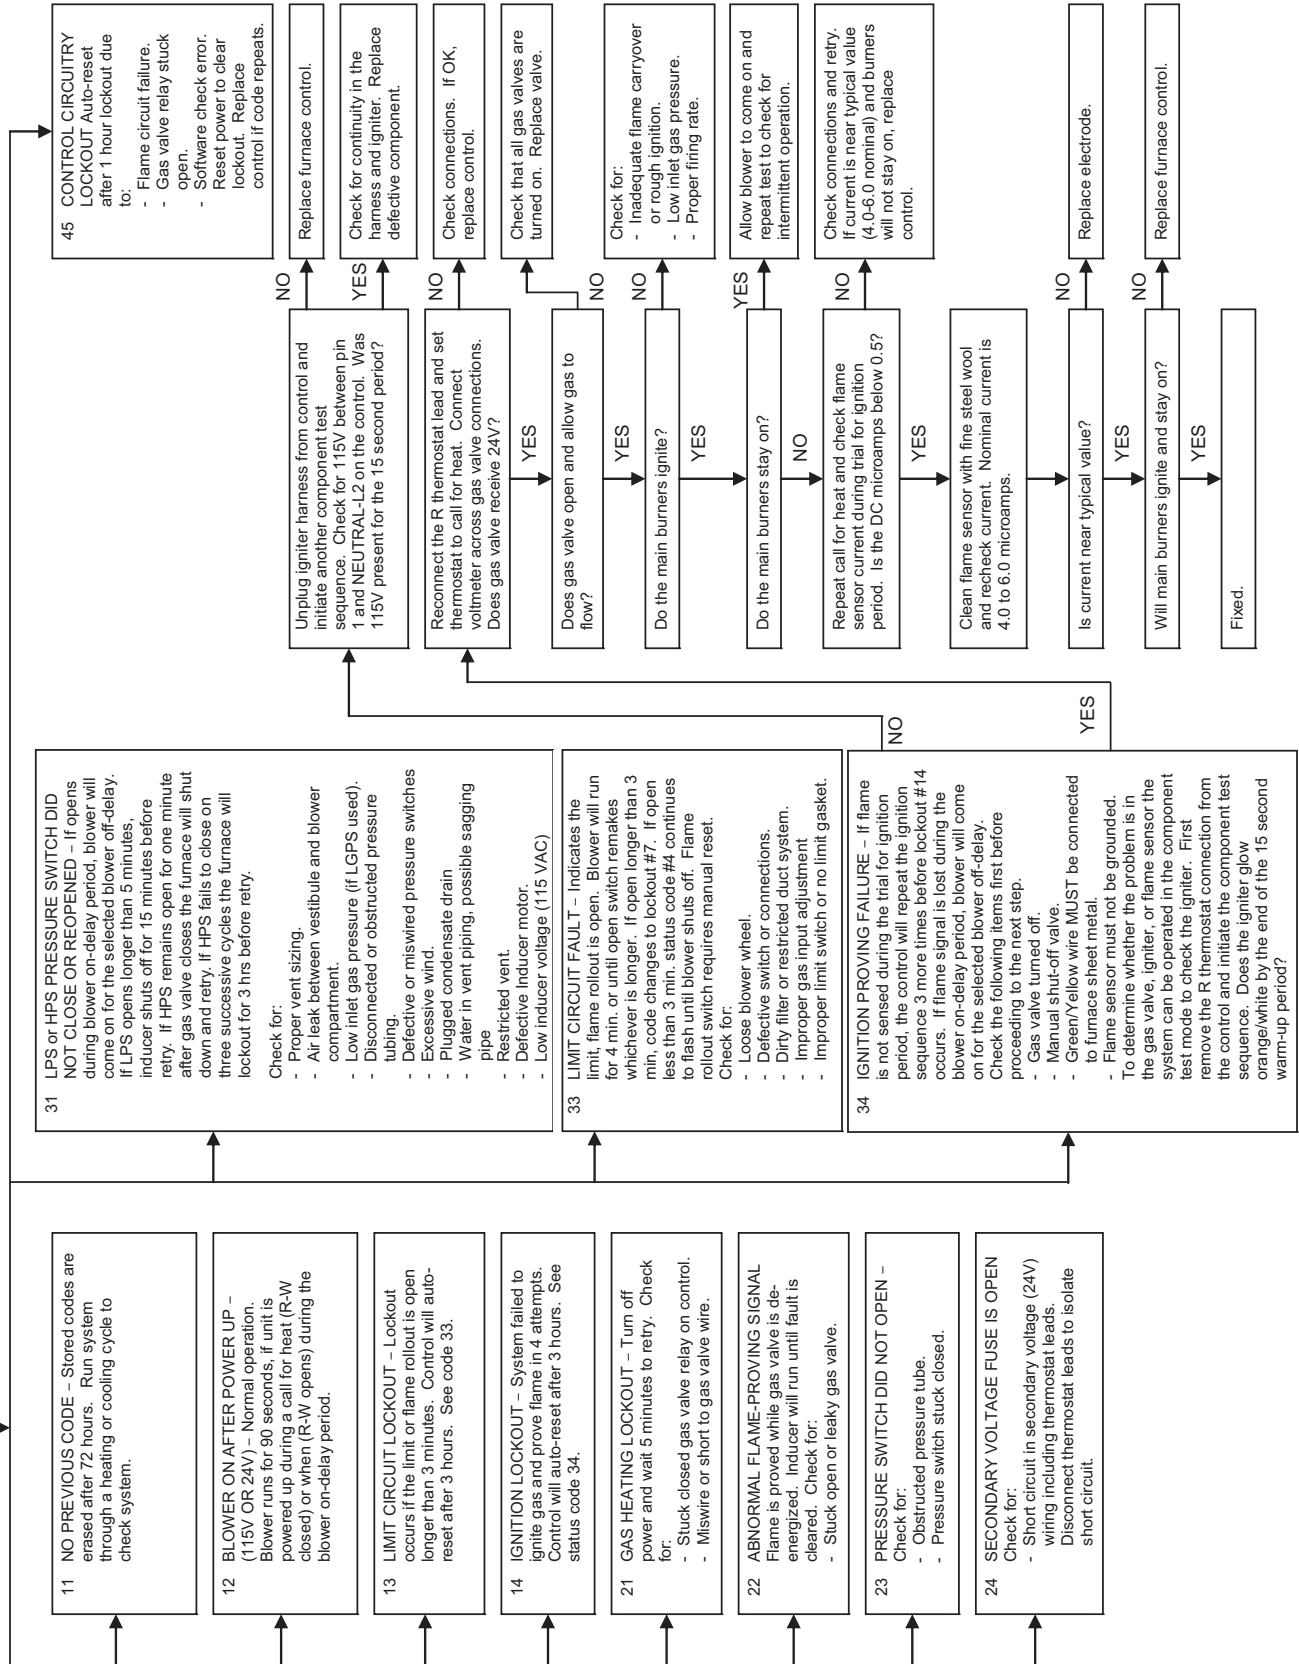 11 NO PREVIOUS CODE – Stored codes are
erased after 72 hours. Run system
through a heating or cooling cycle to
check system.
12 BLOWER ON AFTER POWER UP –
(115V OR 24V) – Normal operation.
Blower runs for 90 seconds, if unit is
powered up during a call for heat (R-W
closed) or when (R-W opens) during the
blower on-delay period.
13 LIMIT CIRCUIT LOCKOUT – Lockout
occurs if the limit or flame rollout is open
longer than 3 minutes. Control will auto-
reset after 3 hours. See code 33.
14 IGNITION LOCKOUT – System failed to
ignite gas and prove flame in 4 attempts.
Control will auto-reset after 3 hours. See
status code 34.
21 GAS HEATING LOCKOUT – Turn off
power and wait 5 minutes to retry. Check
for:
- Stuck closed gas valve relay on control.
- Miswire or short to gas valve wire.
22 ABNORMAL FLAME-PROVING SIGNAL
Flame is proved while gas valve is de-
energized. Inducer will run until fault is
cleared. Check for:
- Stuck open or leaky gas valve.
23 PRESSURE SWITCH DID NOT OPEN –
Check for:
- Obstructed pressure tube.
- Pressure switch stuck closed.
24 SECONDARY VOLTAGE FUSE IS OPEN
Check for:
- Short circuit in secondary voltage (24V)
wiring including thermostat leads.
Disconnect thermostat leads to isolate
short circuit.
31 LPS or HPS PRESSURE SWITCH DID
NOT CLOSE OR REOPENED – If opens
during blower on-delay period, blower will
come on for the selected blower off-delay.
If LPS opens longer than 5 minutes,
inducer shuts off for 15 minutes before
retry. If HPS remains open for one minute
after gas valve closes the furnace will shut
down and retry. If HPS fails to close on
three successive cycles the furnace will
lockout for 3 hrs before retry.
Check for:
- Proper vent sizing.
- Air leak between vestibule and blower
compartment.
- Low inlet gas pressure (if LGPS used).
- Disconnected or obstructed pressure
tubing.
- Defective or miswired pressure switches
- Excessive wind.
- Plugged condensate drain
- Water in vent piping, possible sagging
pipe
- Restricted vent.
- Defective Inducer motor.
- Low inducer voltage (115 VAC)
33 LIMIT CIRCUIT FAULT – Indicates the
limit, flame rollout is open. Blower will run
for 4 min. or until open switch remakes
whichever is longer. If open longer than 3
min, code changes to lockout #7. If open
less than 3 min. status code #4 continues
to flash until blower shuts off. Flame
rollout switch requires manual reset.
Check for:
- Loose blower wheel.
- Defective switch or connections.
- Dirty filter or restricted duct system.
- Improper gas input adjustment
- Improper limit switch or no limit gasket.
34 IGNITION PROVING FAILURE – If flame
is not sensed during the trial for ignition
period, the control will repeat the ignition
sequence 3 more times before lockout #14
occurs. If flame signal is lost during the
blower on-delay period, blower will come
on for the selected blower off-delay.
Check the following items first before
proceeding to the next step.
- Gas valve turned off.
- Manual shut-off valve.
- Green/Yellow wire MUST be connected
to furnace sheet metal.
- Flame sensor must not be grounded.
To determine whether the problem is in
the gas valve, igniter, or flame sensor the
system can be operated in the component
test mode to check the igniter. First
remove the R thermostat connection from
the control and initiate the component test
sequence. Does the igniter glow
orange/white by the end of the 15 second
warm-up period?
NO
YES
Unplug igniter harness from control and
initiate another component test
sequence. Check for 115V between pin
1 and NEUTRAL-L2 on the control. Was
115V present for the 15 second period?
NO
YES
Reconnect the R thermostat lead and set
thermostat to call for heat. Connect
voltmeter across gas valve connections.
Does gas valve receive 24V?
NO
YES
Does gas valve open and allow gas to
flow?
NO
YES
Do the main burners ignite?
NO
YES
Do the main burners stay on?
YES
NO
Repeat call for heat and check flame
sensor current during trial for ignition
period. Is the DC microamps below 0.5?
NO
YES
Clean flame sensor with fine steel wool
and recheck current. Nominal current is
4.0 to 6.0 microamps.
Is current near typical value?
NO
YES
Will main burners ignite and stay on?
NO
YES
Fixed.
45 CONTROL CIRCUITRY
LOCKOUT Auto-reset
after 1 hour lockout due
to:
- Flame circuit failure.
- Gas valve relay stuck
open.
- Software check error.
Reset power to clear
lockout. Replace
control if code repeats.
Replace furnace control.
Check for continuity in the
harness and igniter. Replace
defective component.
Check connections. If OK,
replace control.
Check that all gas valves are
turned on. Replace valve.
Check for:
- Inadequate flame carryover
or rough ignition.
- Low inlet gas pressure.
- Proper firing rate.
Allow blower to come on and
repeat test to check for
intermittent operation.
Check connections and retry.
If current is near typical value
(4.0-6.0 nominal) and burners
will not stay on, replace
control.
Replace electrode.
Replace furnace control.